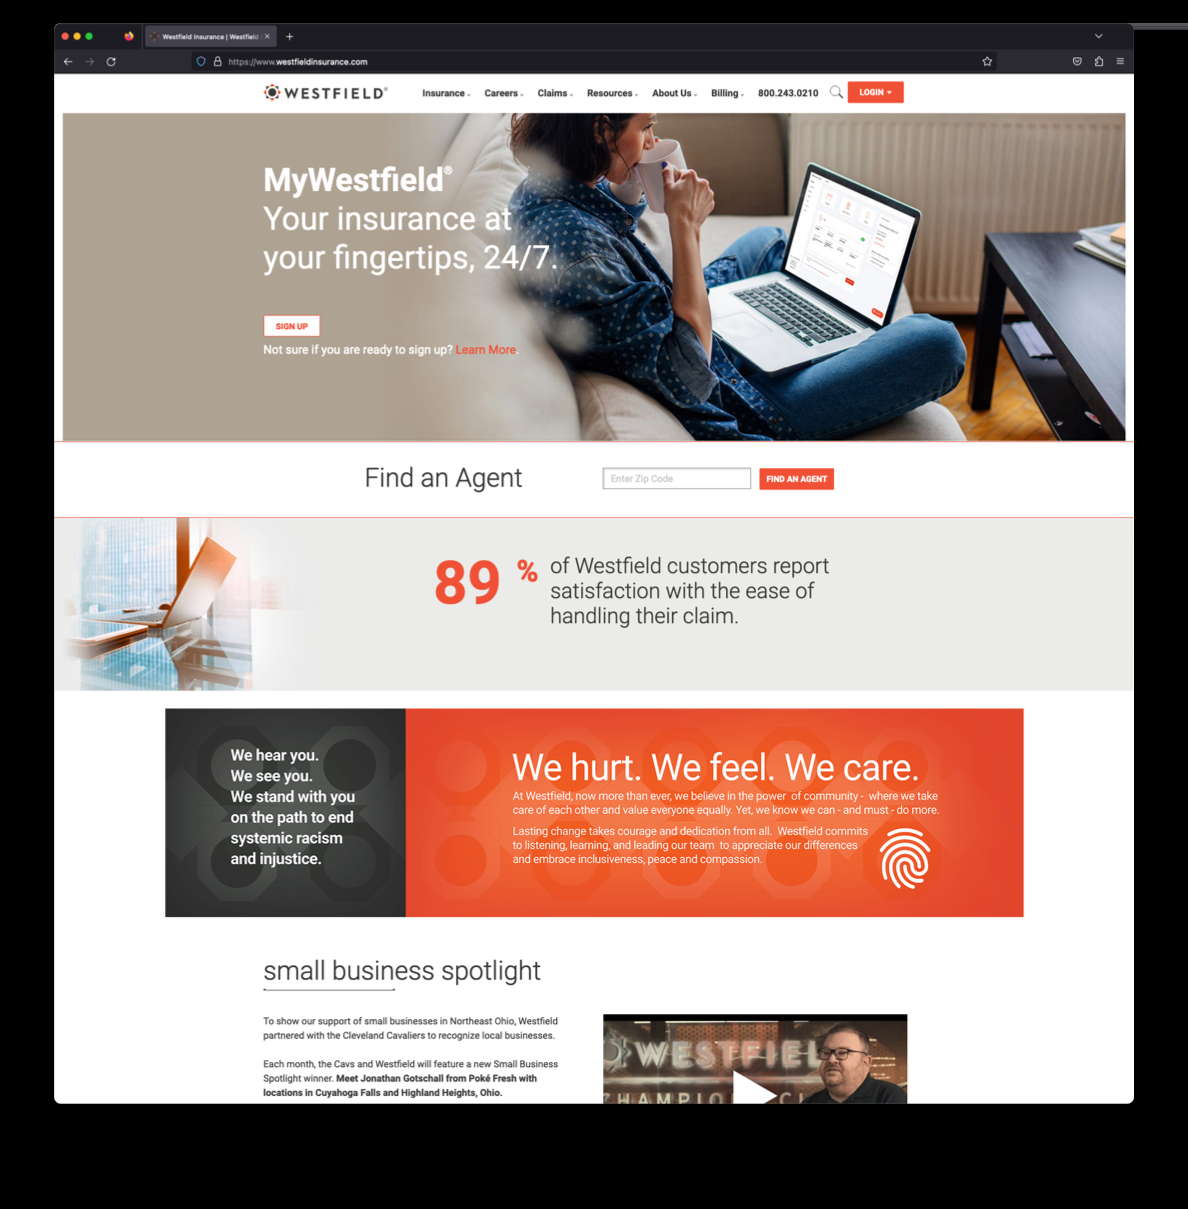 Westfield Insurance | Westfield
https://www.westfieldinsurance.com
WESTFIELD®
Insurance
Careers
Claims
Resources
About Us
Billing
800.243.0210
LOGIN
MyWestfield®
Your insurance at
your fingertips, 24/7.
SIGN UP
Not sure if you are ready to sign up? Learn More.
Find an Agent
Enter Zip Code
FIND AN AGENT
89 %
of Westfield customers report
satisfaction with the ease of
handling their claim.
We hear you.
We see you.
We stand with you
on the path to end
systemic racism
and injustice.
We hurt. We feel. We care.
At Westfield, now more than ever, we believe in the power of community - where we take
care of each other and value everyone equally. Yet, we know we can - and must - do more.
Lasting change takes courage and dedication from all. Westfield commits
to listening, learning, and leading our team to appreciate our differences
and embrace inclusiveness, peace and compassion.
small business spotlight
To show our support of small businesses in Northeast Ohio, Westfield
partnered with the Cleveland Cavaliers to recognize local businesses.
Each month, the Cavs and Westfield will feature a new Small Business
Spotlight winner. Meet Jonathan Gotschall from Poké Fresh with
locations in Cuyahoga Falls and Highland Heights, Ohio.
WESTFIEL
HAMPIO